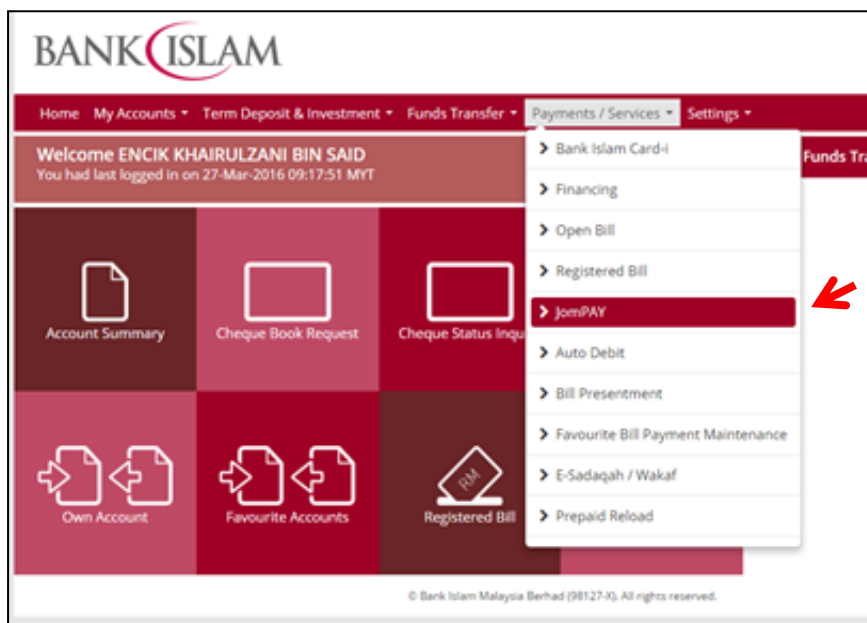 BANK ISLAM
Home My Accounts Term Deposit & Investment Funds Transfer Payments / Services Settings
Welcome ENCIK KHAIRULZANI BIN SAID
You had last logged in on 27-Mar-2016 09:17:51 MYT
Funds Tra
Bank Islam Card-i
Financing
Open Bill
Registered Bill
JomPAY
Auto Debit
Bill Presentment
Favourite Bill Payment Maintenance
E-Sadaqah / Wakaf
Prepaid Reload
Account Summary
Cheque Book Request
Cheque Status Inqu
Own Account
Favourite Accounts
RM
Registered Bill
© Bank Islam Malaysia Berhad (98127-X). All rights reserved.